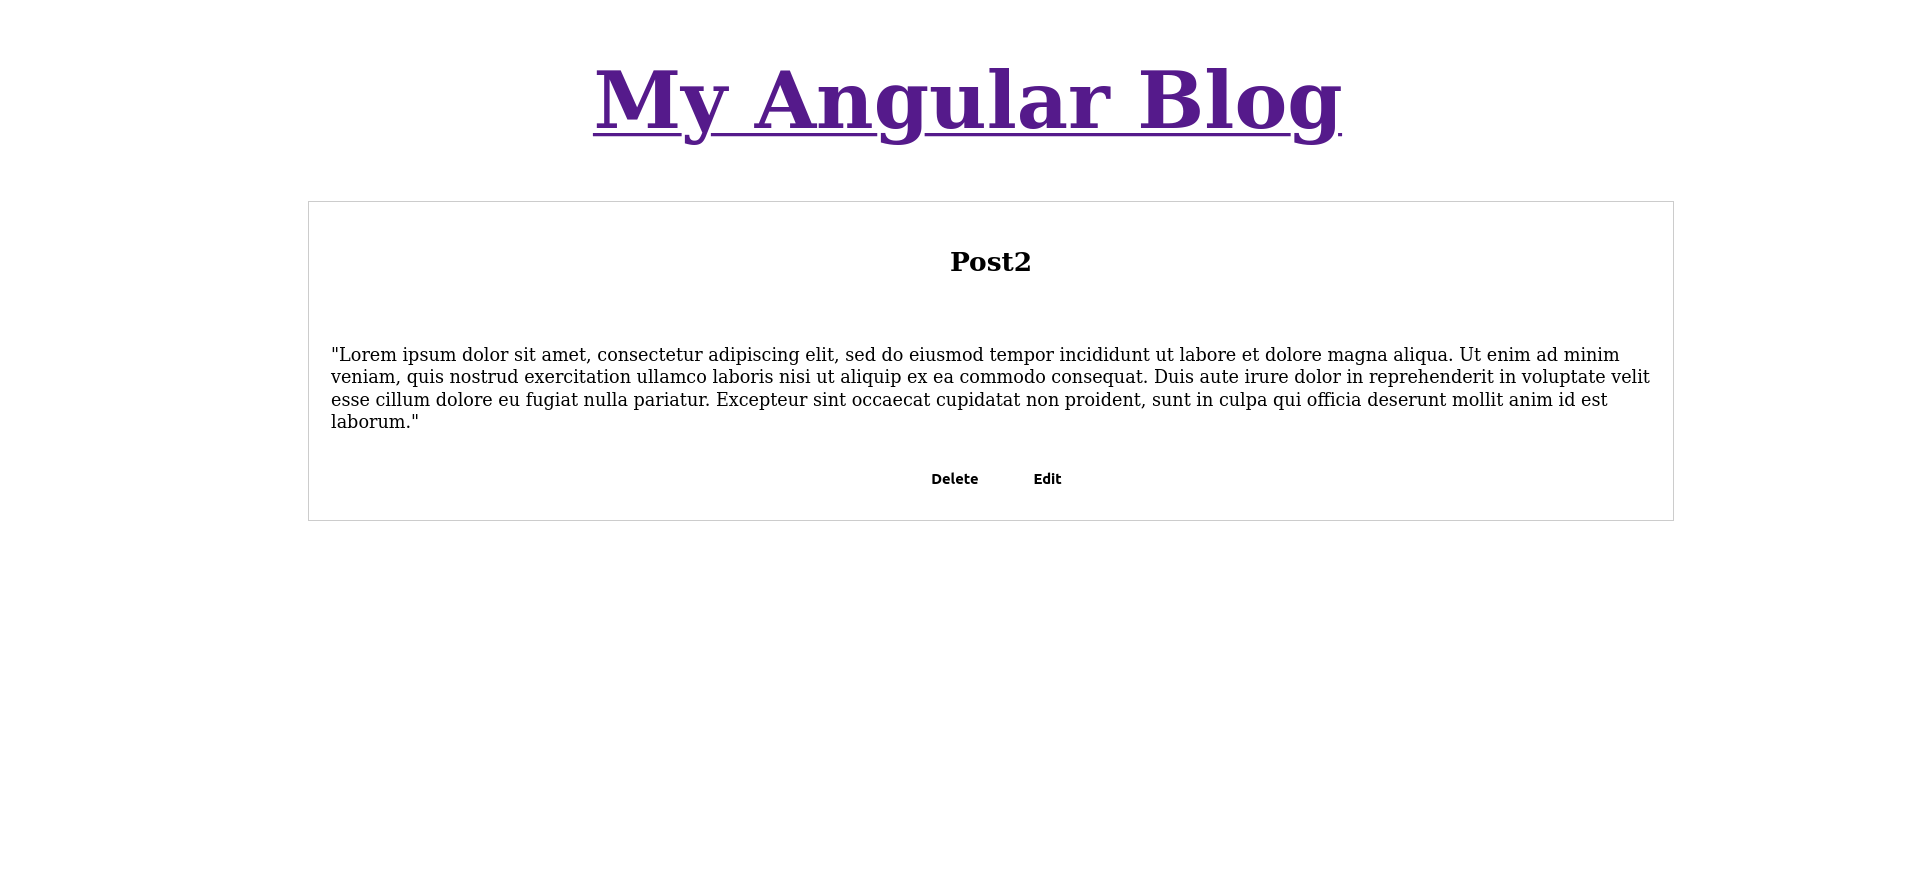 My Angular Blog
Post2
"Lorem ipsum dolor sit amet, consectetur adipiscing elit, sed do eiusmod tempor incididunt ut labore et dolore magna aliqua. Ut enim ad minim
veniam, quis nostrud exercitation ullamco laboris nisi ut aliquip ex ea commodo consequat. Duis aute irure dolor in reprehenderit in voluptate velit
esse cillum dolore eu fugiat nulla pariatur. Excepteur sint occaecat cupidatat non proident, sunt in culpa qui officia deserunt mollit anim id est
laborum."
Delete Edit